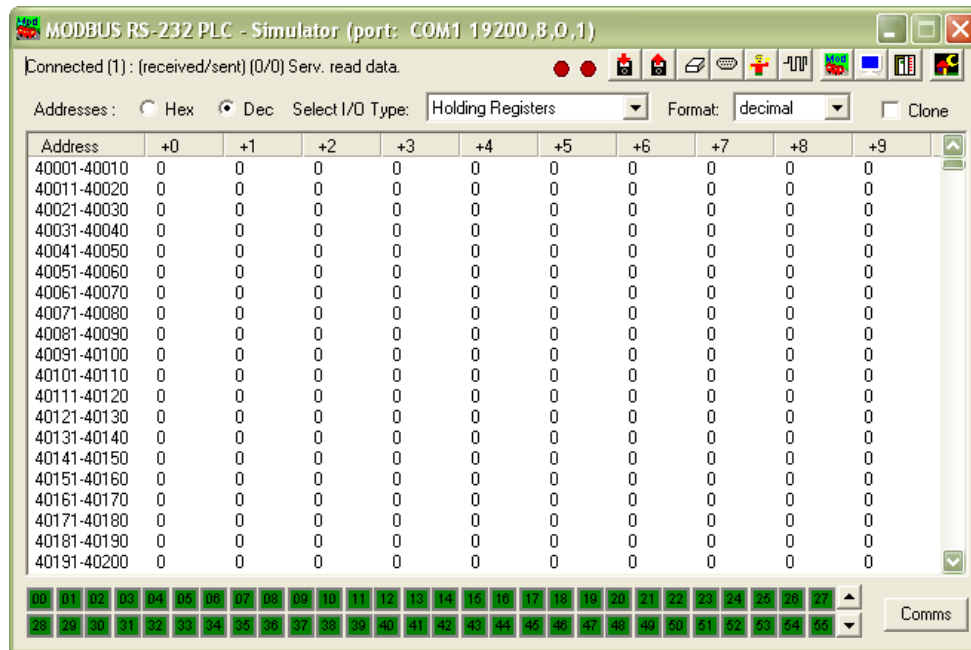 MODBUS RS-232 PLC - Simulator (port: COM1 19200,8,O,1)
Connected (1) : (received/sent) (0/0) Serv. read data.
Mod
Addresses : Hex Dec Select I/O Type: Holding Registers Format: decimal Clone
Address +0 +1 +2 +3 +4 +5 +6 +7 +8 +9
40001-40010 0 0 0 0 0 0 0 0 0 0
40011-40020 0 0 0 0 0 0 0 0 0 0
40021-40030 0 0 0 0 0 0 0 0 0 0
40031-40040 0 0 0 0 0 0 0 0 0 0
40041-40050 0 0 0 0 0 0 0 0 0 0
40051-40060 0 0 0 0 0 0 0 0 0 0
40061-40070 0 0 0 0 0 0 0 0 0 0
40071-40080 0 0 0 0 0 0 0 0 0 0
40081-40090 0 0 0 0 0 0 0 0 0 0
40091-40100 0 0 0 0 0 0 0 0 0 0
40101-40110 0 0 0 0 0 0 0 0 0 0
40111-40120 0 0 0 0 0 0 0 0 0 0
40121-40130 0 0 0 0 0 0 0 0 0 0
40131-40140 0 0 0 0 0 0 0 0 0 0
40141-40150 0 0 0 0 0 0 0 0 0 0
40151-40160 0 0 0 0 0 0 0 0 0 0
40161-40170 0 0 0 0 0 0 0 0 0 0
40171-40180 0 0 0 0 0 0 0 0 0 0
40181-40190 0 0 0 0 0 0 0 0 0 0
40191-40200 0 0 0 0 0 0 0 0 0 0
00 01 02 03 04 05 06 07 08 09 10 11 12 13 14 15 16 17 18 19 20 21 22 23 24 25 26 27
28 29 30 31 32 33 34 35 36 37 38 39 40 41 42 43 44 45 46 47 48 49 50 51 52 53 54 55
Comms